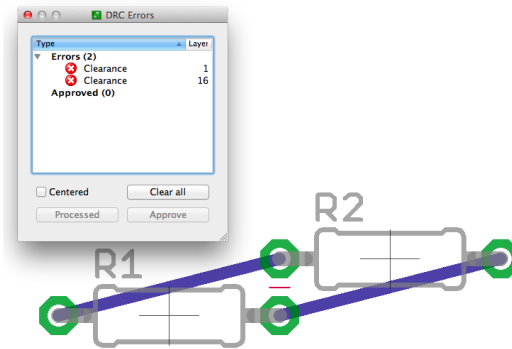 DRC Errors
Type Layer
Errors (2)
Clearance 1
Clearance 16
Approved (0)
Centered Clear all
Processed Approve
R2
R1